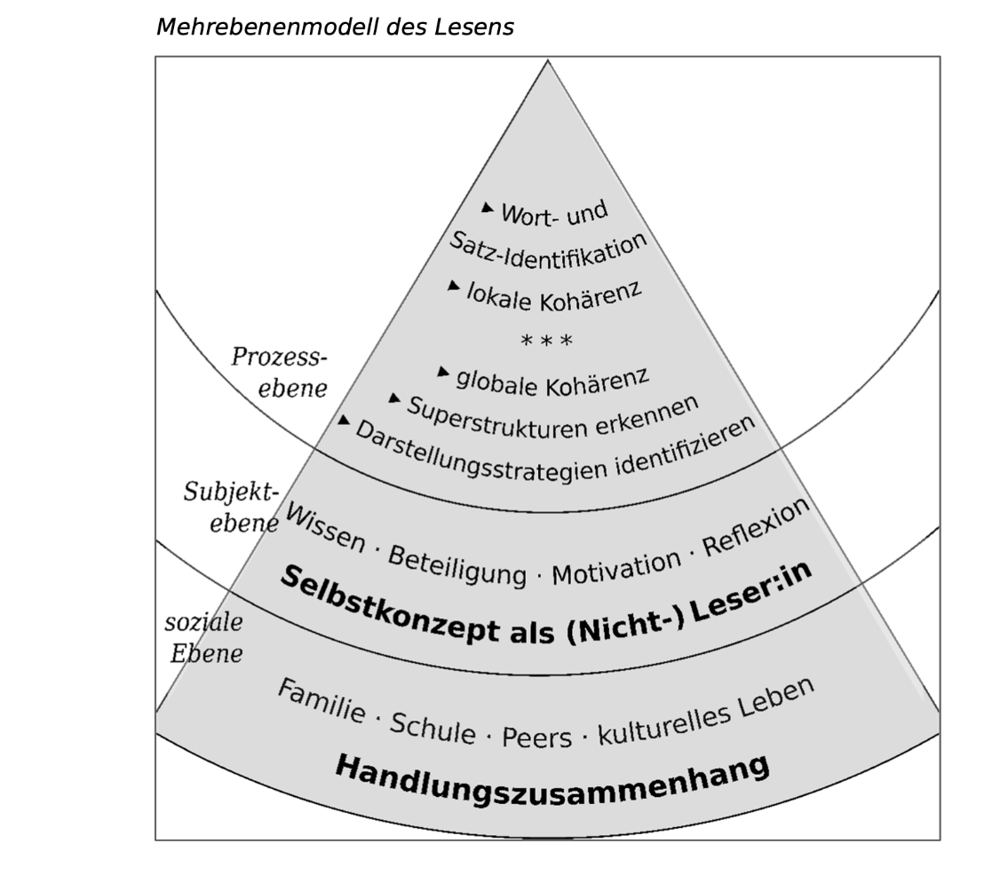 Mehrebenenmodell des Lesens
▸ Wort- und
Satz-Identifikation
▸ lokale Kohärenz
* * *
Prozess-
ebene
▸ globale Kohärenz
▸ Superstrukturen erkennen
▸ Darstellungsstrategien identifizieren
Subjekt-
ebene
Wissen · Beteiligung · Motivation · Reflexion
Selbstkonzept als (Nicht-) Leser:in
soziale
Ebene
Familie · Schule · Peers · kulturelles Leben
Handlungszusammenhang